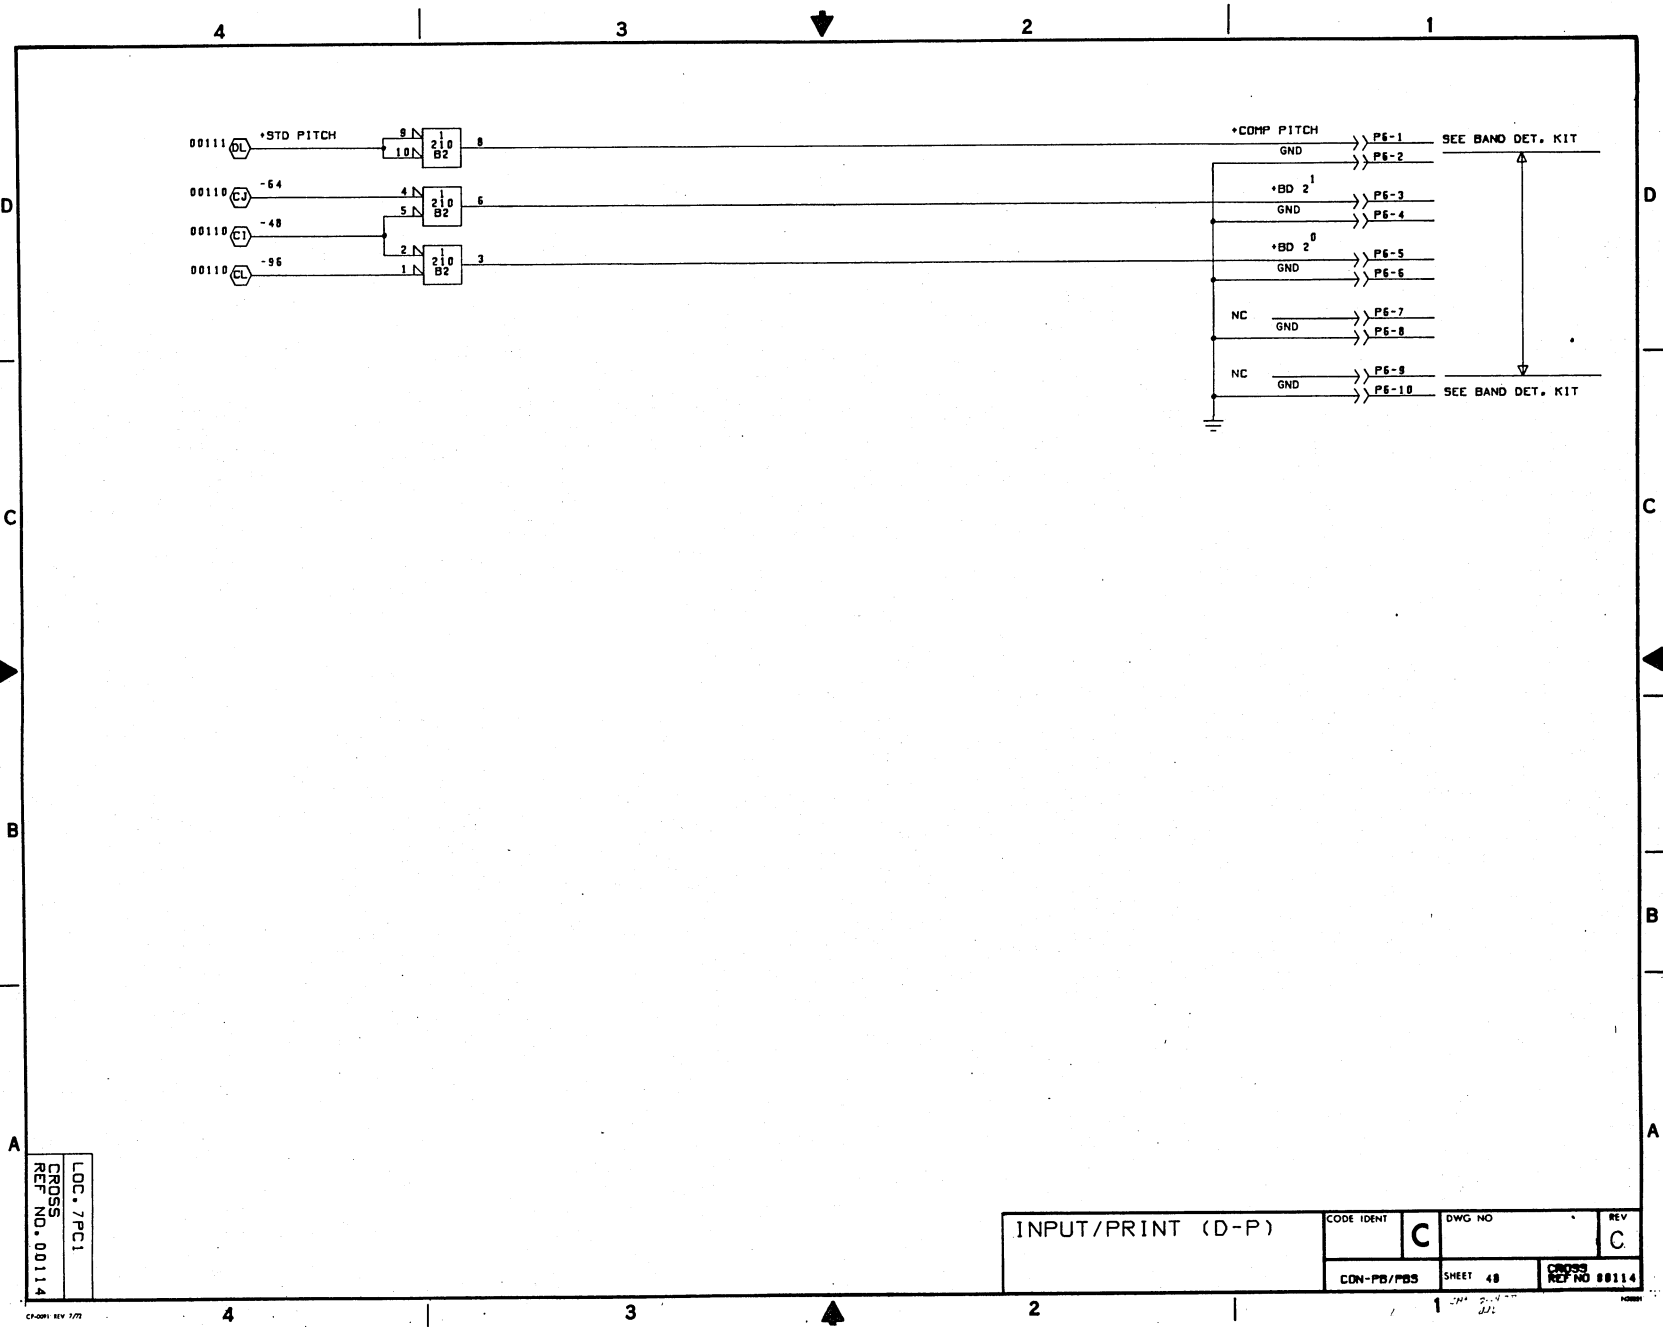 4 3 2 1
00111 DL +STD PITCH 9 10 1 210 B2 8 +COMP PITCH P6-1 SEE BAND DET. KIT
GND P6-2
D D
00110 CJ -64 4 5 1 210 B2 6 +BD 2 1 P6-3
GND P6-4
00110 CI -48
2 1 1 210 B2 3 +BD 2 0 P6-5
00110 CL -96 GND P6-6
NC P6-7
GND P6-8
NC P6-9
GND P6-10 SEE BAND DET. KIT
C C
B
B
A A
LOC. 7PC1
CROSS
REF NO. 00114
INPUT/PRINT (D-P)
CODE IDENT
C
DWG NO
REV
C
CDN-PB/PBS
SHEET 48
CROSS
REF NO 00114
CP-0091 REV 7/72
4 3 2 1